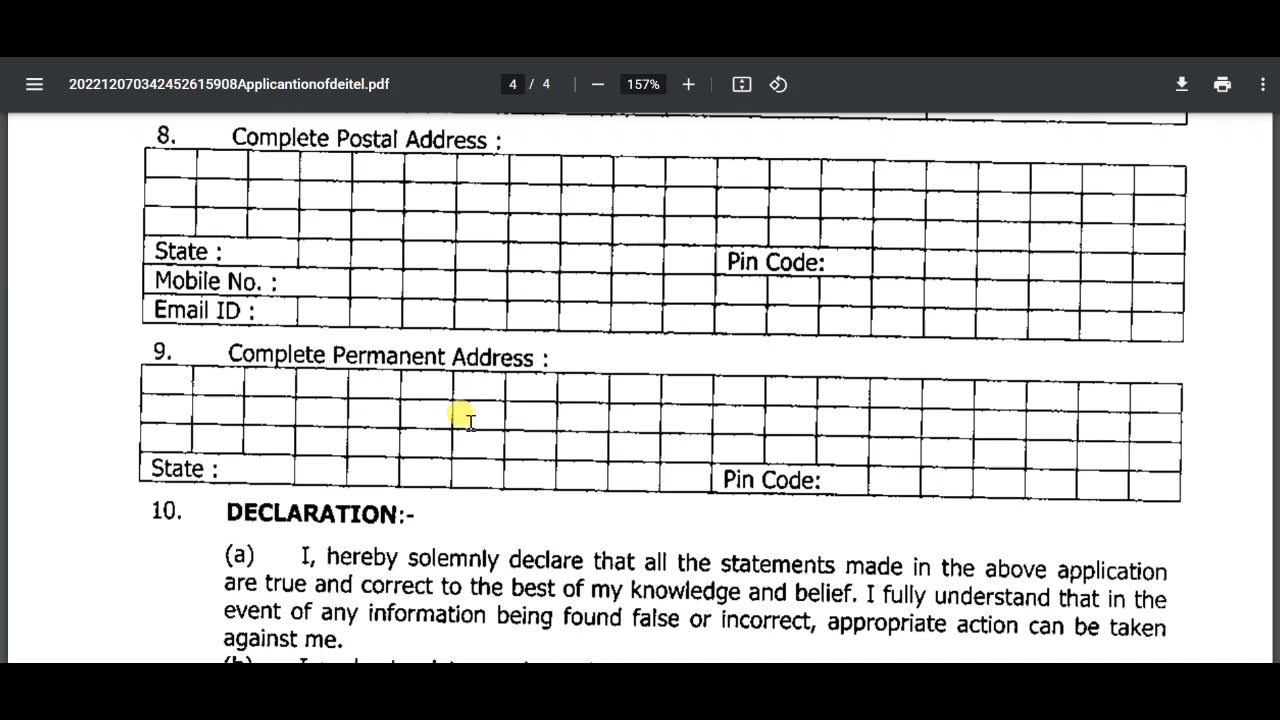 202212070342452615908Applicantionofdeitel.pdf
4 / 4
157%
8. Complete Postal Address :
State : Pin Code:
Mobile No. :
Email ID :
9. Complete Permanent Address :
State : Pin Code:
10. DECLARATION:-
(a) I, hereby solemnly declare that all the statements made in the above application
are true and correct to the best of my knowledge and belief. I fully understand that in the
event of any information being found false or incorrect, appropriate action can be taken
against me.